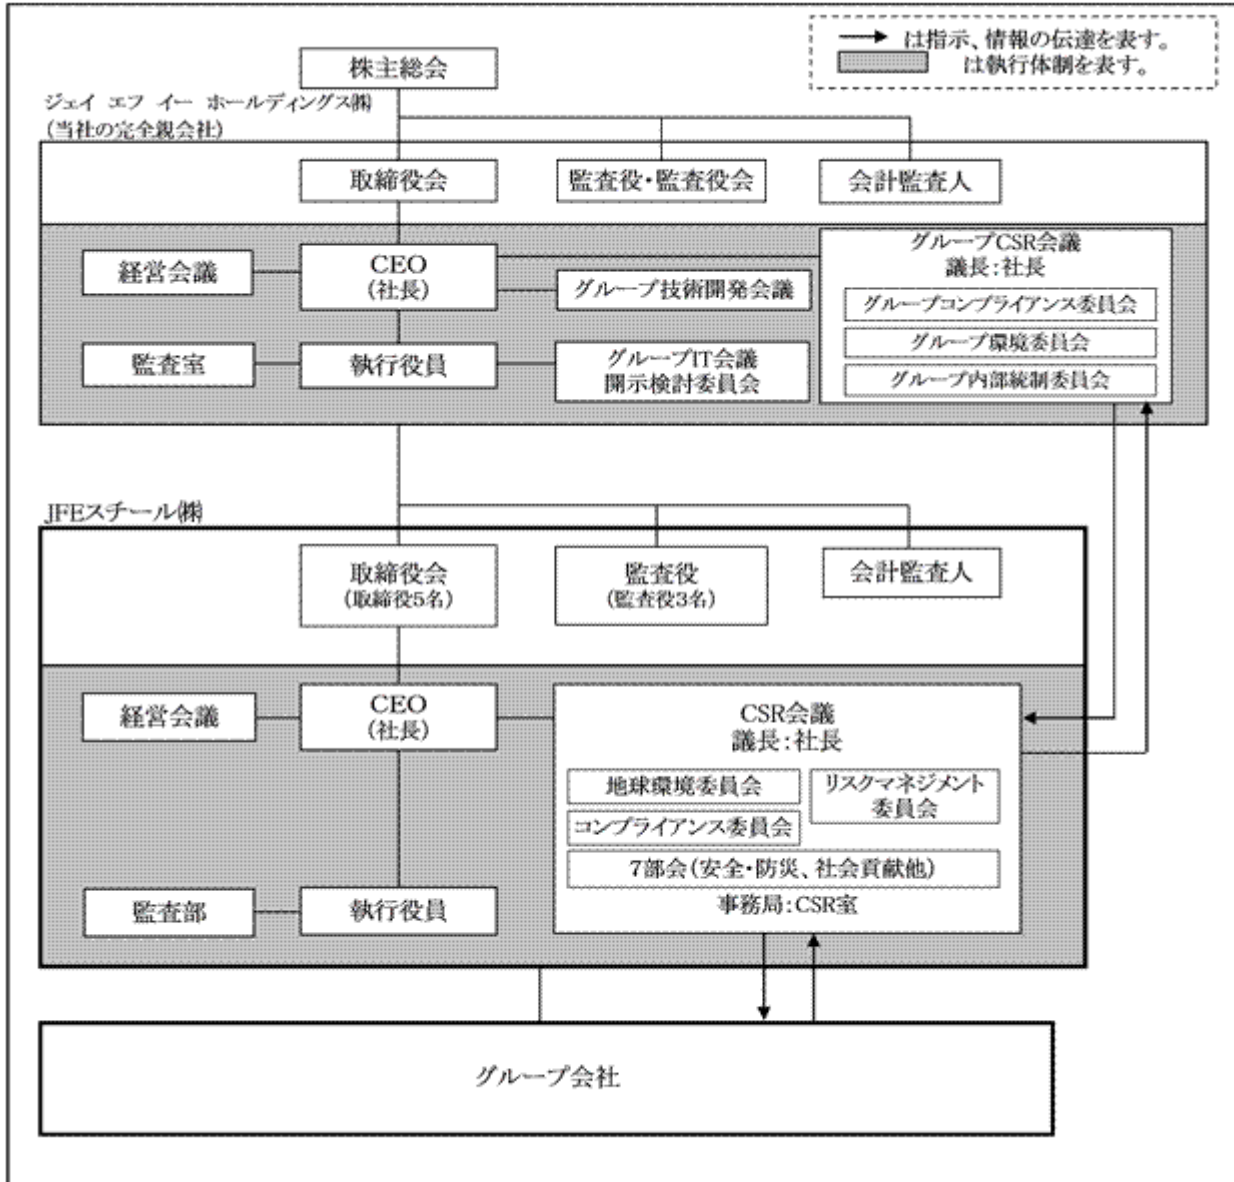 は指示、情報の伝達を表す。
は執行体制を表す。
株主総会
ジェイ エフ イー ホールディングス㈱
(当社の完全親会社)
取締役会
監査役・監査役会
会計監査人
グループCSR会議
議長:社長
経営会議
CEO
(社長)
グループ技術開発会議
グループコンプライアンス委員会
グループ環境委員会
グループ内部統制委員会
監査室
執行役員
グループIT会議
開示検討委員会
JFEスチール㈱
取締役会
(取締役5名)
監査役
(監査役3名)
会計監査人
経営会議
CEO
(社長)
CSR会議
議長:社長
地球環境委員会
リスクマネジメント
委員会
コンプライアンス委員会
7部会(安全・防災、社会貢献他)
事務局:CSR室
監査部
執行役員
グループ会社